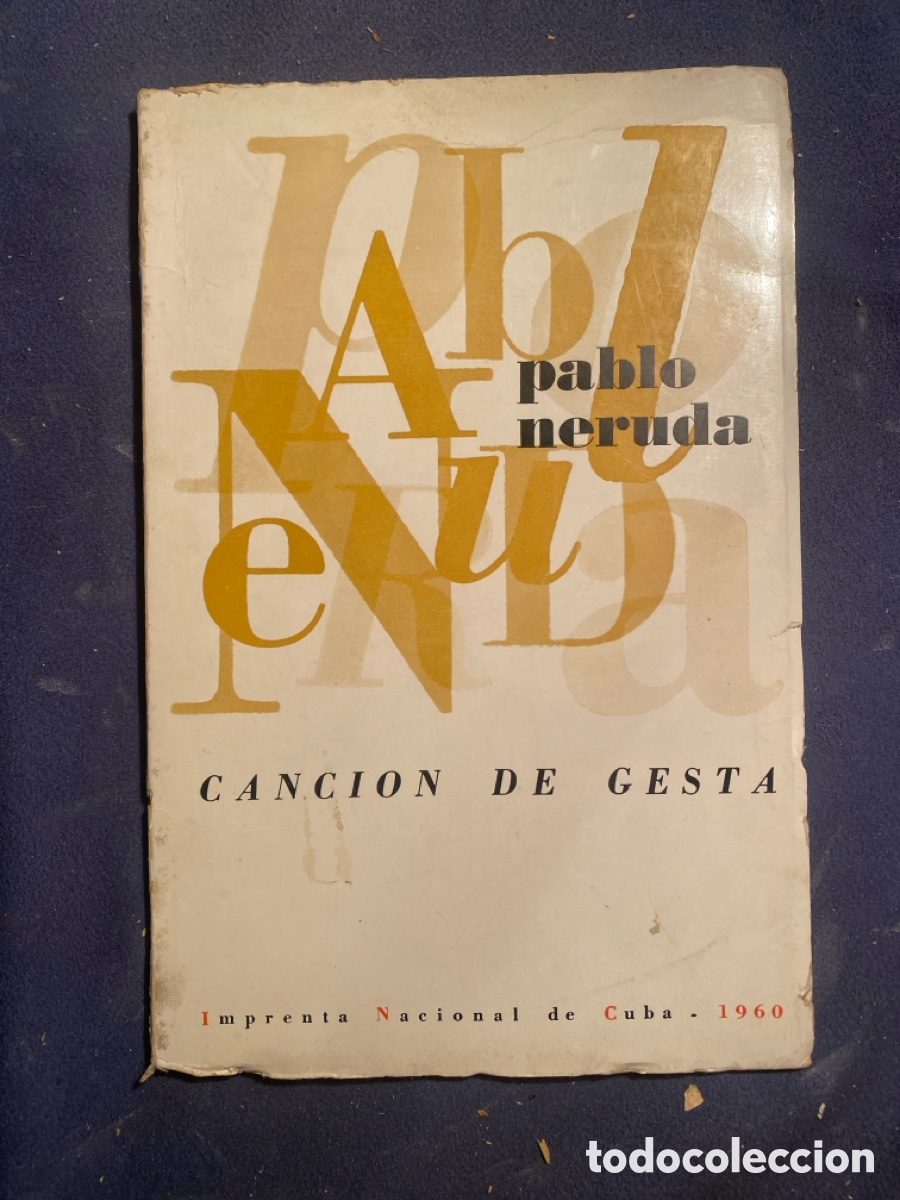 p b l
A o
N
e R u D a
pablo
neruda
CANCION DE GESTA
Imprenta Nacional de Cuba - 1960
todocoleccion